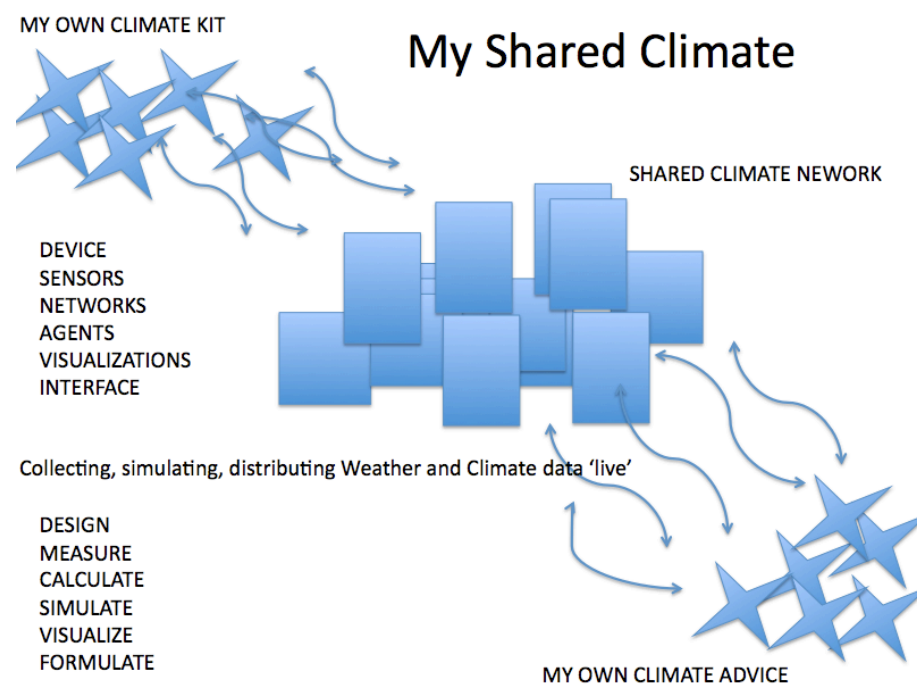 MY OWN CLIMATE KIT
My Shared Climate
SHARED CLIMATE NEWORK
DEVICE
SENSORS
NETWORKS
AGENTS
VISUALIZATIONS
INTERFACE
Collecting, simulating, distributing Weather and Climate data ‘live’
DESIGN
MEASURE
CALCULATE
SIMULATE
VISUALIZE
FORMULATE
MY OWN CLIMATE ADVICE